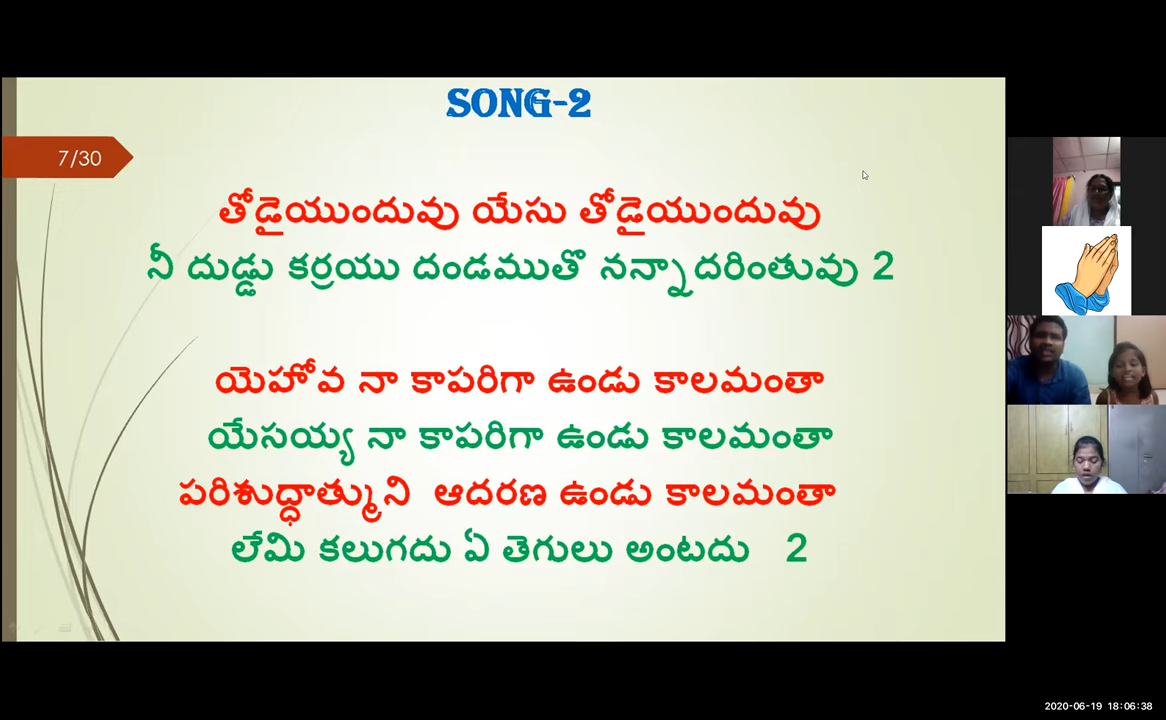 SONG-2
7/30
తోడైయుందువు యేసు తోడైయుందువు
నీ దుడ్డు కర్రయు దండముతొ నన్నాదరింతువు 2
యెహోవ నా కాపరిగా ఉండు కాలమంతా
యేసయ్య నా కాపరిగా ఉండు కాలమంతా
పరిశుద్ధాత్ముని ఆదరణ ఉండు కాలమంతా
లేమి కలుగదు ఏ తెగులు అంటదు 2
2020-06-19 18:06:38